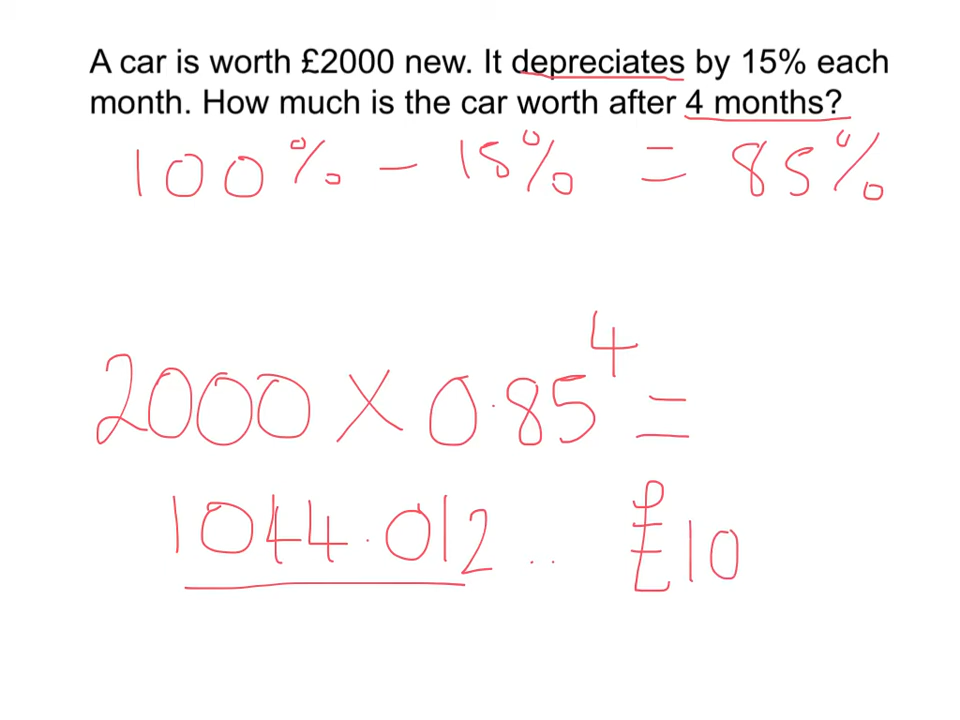 A car is worth £2000 new. It depreciates by 15% each
month. How much is the car worth after 4 months?
100% - 15% = 85%
2000 × 0.85⁴ =
1044.012.. £10